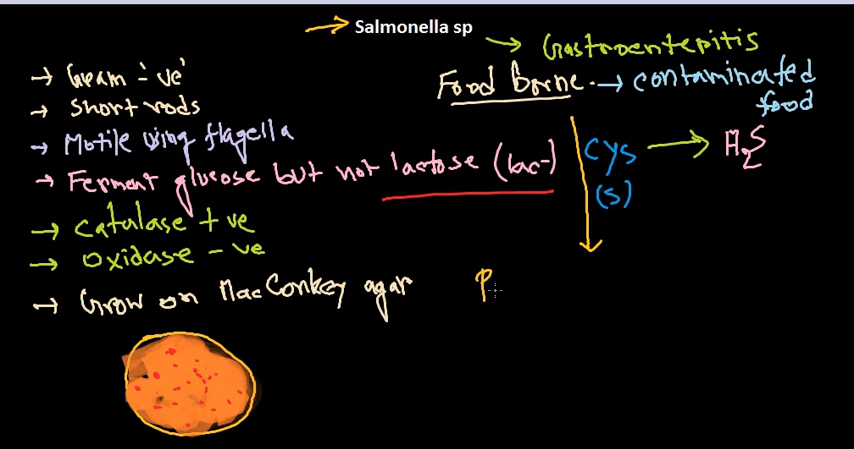 → Salmonella sp
→ Gastroenteritis
Food Borne. → contaminated food
→ Gram '-ve'
→ Short rods
→ Motile using flagella
→ Ferment glucose but not lactose (lac-)
cys → H2S
(S)
→ Catalase +ve
→ Oxidase -ve
→ Grow on MacConkey agar
P